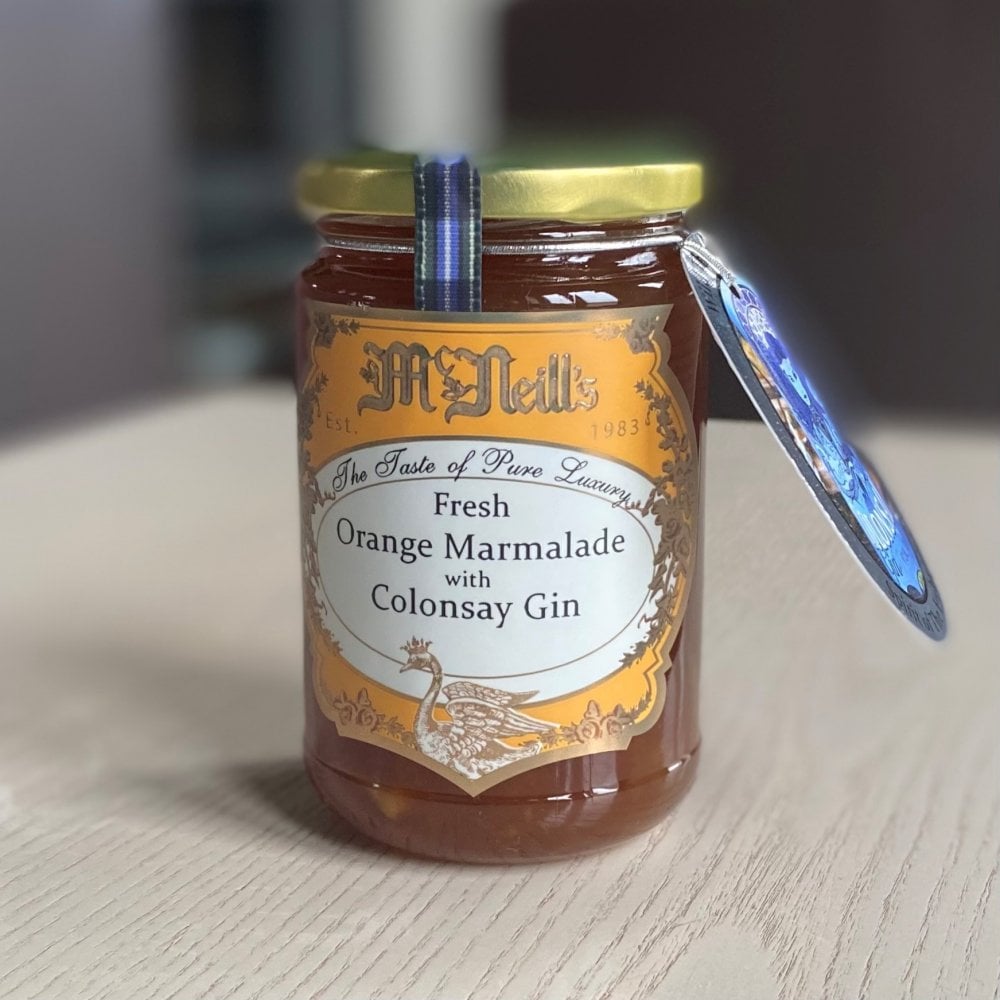 McNeill's
Est. 1983
The Taste of Pure Luxury
Fresh
Orange Marmalade
with
Colonsay Gin